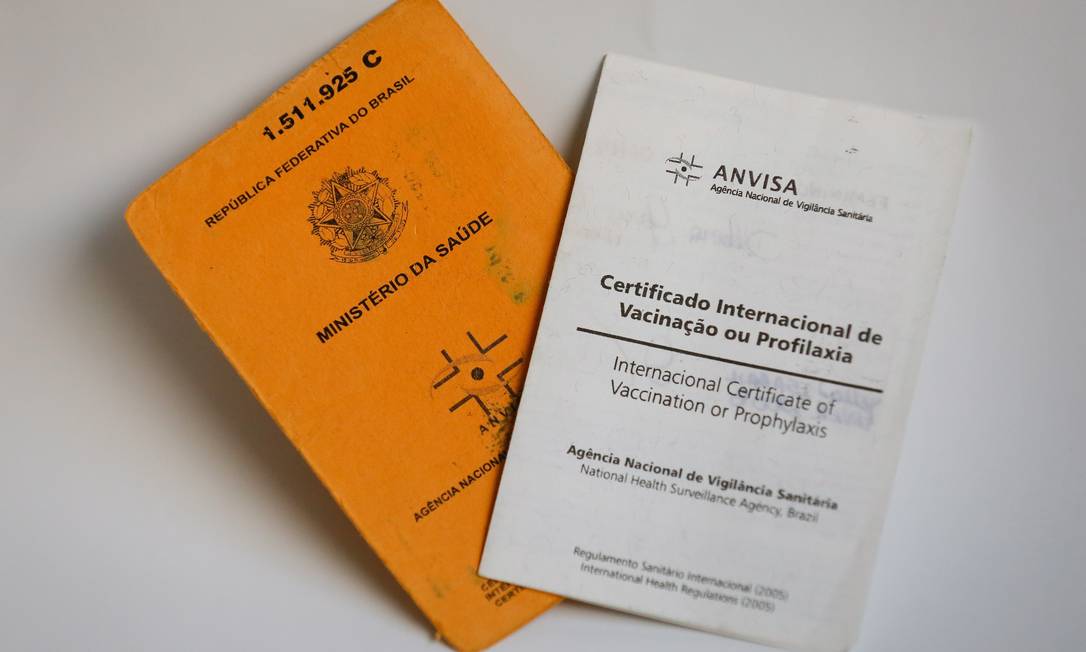 1.511.925 C
REPÚBLICA FEDERATIVA DO BRASIL
MINISTÉRIO DA SAÚDE
AGÊNCIA NACIONAL
ANVISA
Agência Nacional de Vigilância Sanitária
Certificado Internacional de
Vacinação ou Profilaxia
Internacional Certificate of
Vaccination or Prophylaxis
Agência Nacional de Vigilância Sanitária
National Health Surveillance Agency, Brazil
Regulamento Sanitário Internacional (2005)
International Health Regulations (2005)